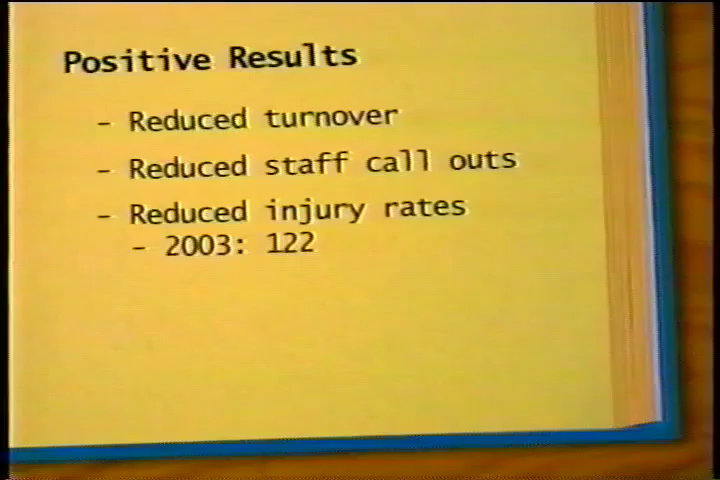 Positive Results
- Reduced turnover
- Reduced staff call outs
- Reduced injury rates
- 2003: 122